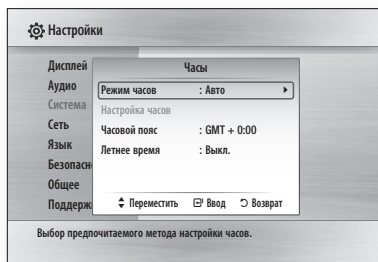 Настройки
Дисплей
Аудио
Система
Сеть
Язык
Безопасн
Общее
Поддерж
Часы
Режим часов : Авто
Настройка часов
Часовой пояс : GMT + 0:00
Летнее время : Выкл.
Переместить Ввод Возврат
Выбор предпочитаемого метода настройки часов.